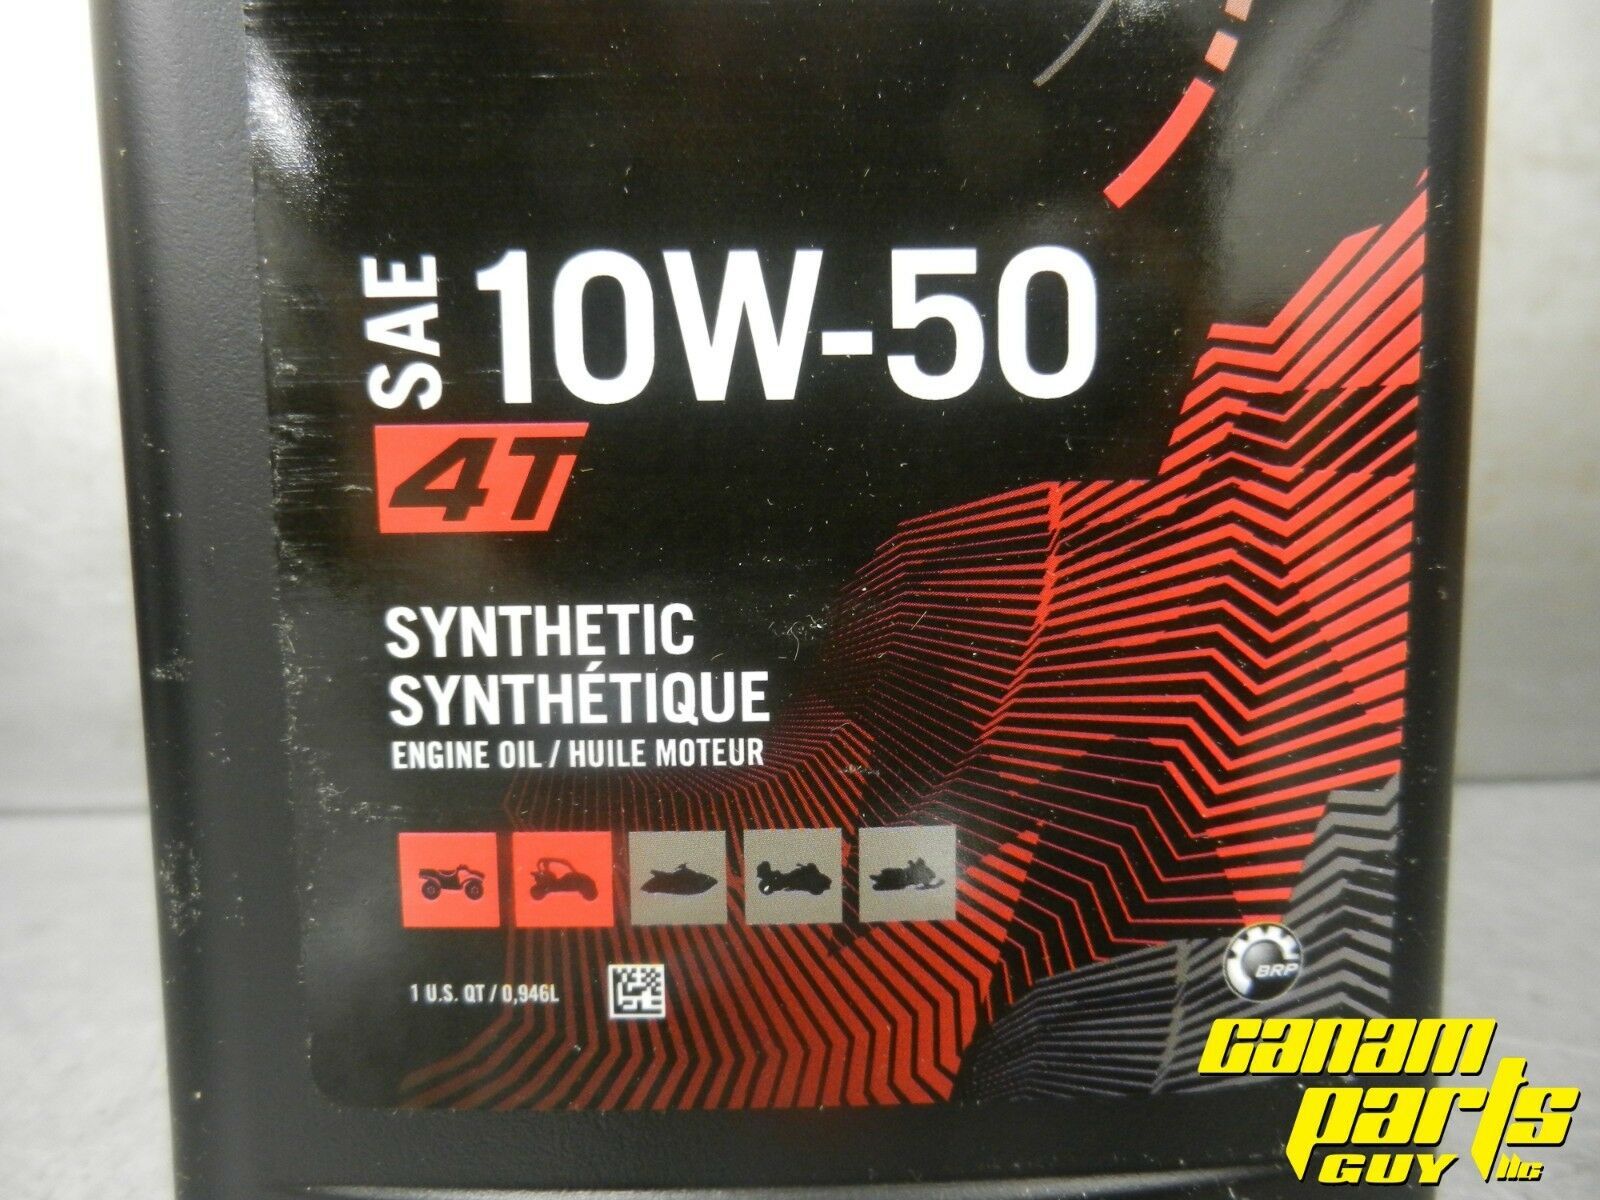 SAE 10W-50
4T
SYNTHETIC
SYNTHÉTIQUE
ENGINE OIL / HUILE MOTEUR
1 U.S. QT / 0,946L
BRP
canam
parts
GUY llc